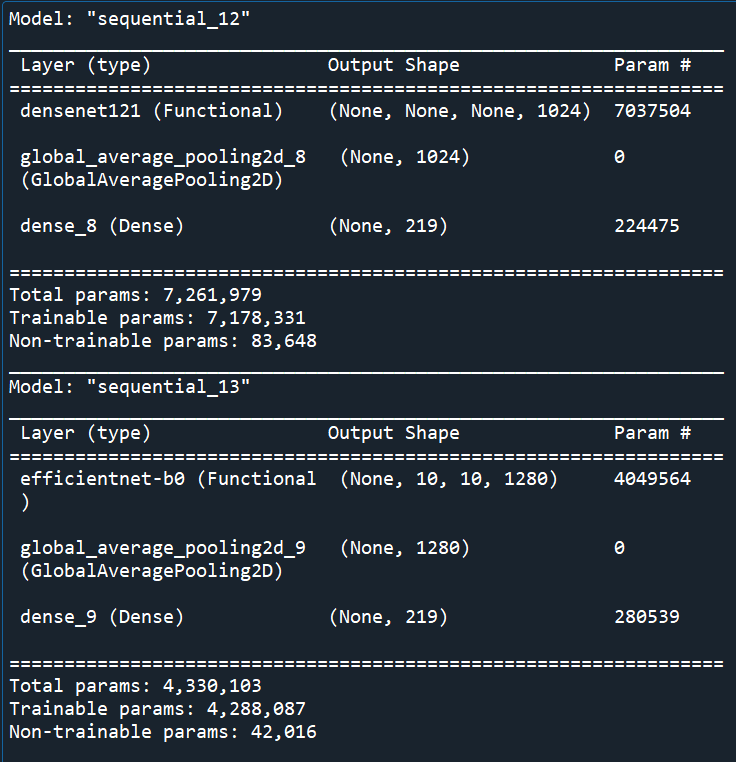 Model: "sequential_12"
_________________________________________________________________
Layer (type) Output Shape Param #
=================================================================
densenet121 (Functional) (None, None, None, 1024) 7037504
global_average_pooling2d_8 (None, 1024) 0
(GlobalAveragePooling2D)
dense_8 (Dense) (None, 219) 224475
=================================================================
Total params: 7,261,979
Trainable params: 7,178,331
Non-trainable params: 83,648
_________________________________________________________________
Model: "sequential_13"
_________________________________________________________________
Layer (type) Output Shape Param #
=================================================================
efficientnet-b0 (Functional (None, 10, 10, 1280) 4049564
)
global_average_pooling2d_9 (None, 1280) 0
(GlobalAveragePooling2D)
dense_9 (Dense) (None, 219) 280539
=================================================================
Total params: 4,330,103
Trainable params: 4,288,087
Non-trainable params: 42,016